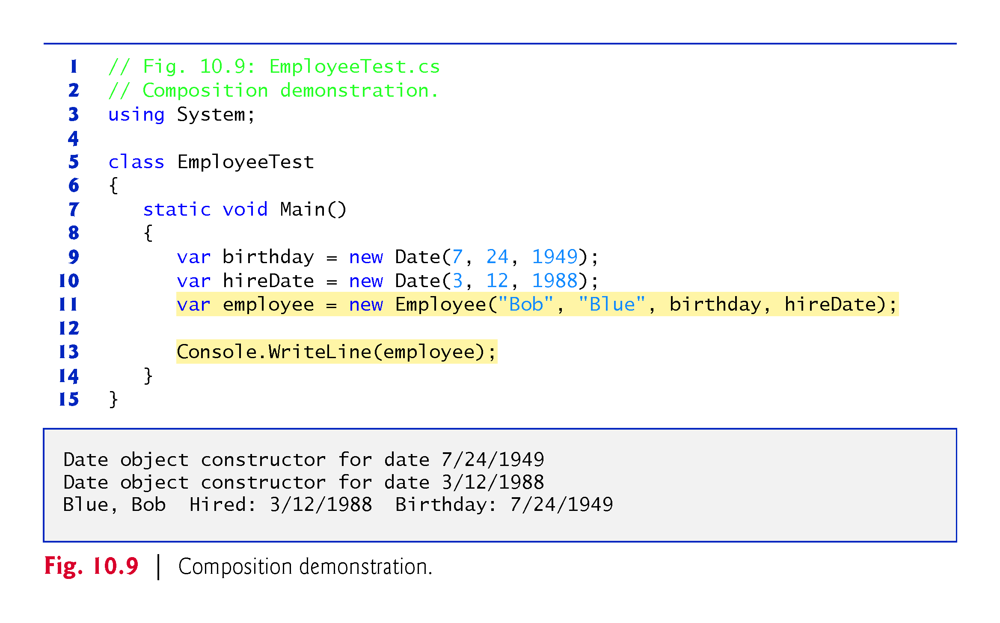 1 // Fig. 10.9: EmployeeTest.cs
2 // Composition demonstration.
3 using System;
4
5 class EmployeeTest
6 {
7    static void Main()
8    {
9       var birthday = new Date(7, 24, 1949);
10       var hireDate = new Date(3, 12, 1988);
11       var employee = new Employee("Bob", "Blue", birthday, hireDate);
12
13       Console.WriteLine(employee);
14    }
15 }
Date object constructor for date 7/24/1949
Date object constructor for date 3/12/1988
Blue, Bob  Hired: 3/12/1988  Birthday: 7/24/1949
Fig. 10.9 | Composition demonstration.